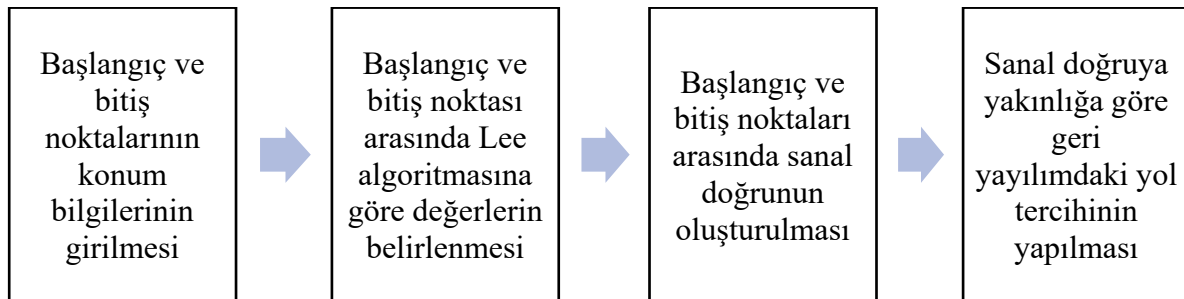 Başlangıç ve
bitiş
noktalarının
konum
bilgilerinin
girilmesi
Başlangıç ve
bitiş noktası
arasında Lee
algoritmasına
göre değerlerin
belirlenmesi
Başlangıç ve
bitiş noktaları
arasında sanal
doğrunun
oluşturulması
Sanal doğruya
yakınlığa göre
geri
yayılımdaki yol
tercihinin
yapılması